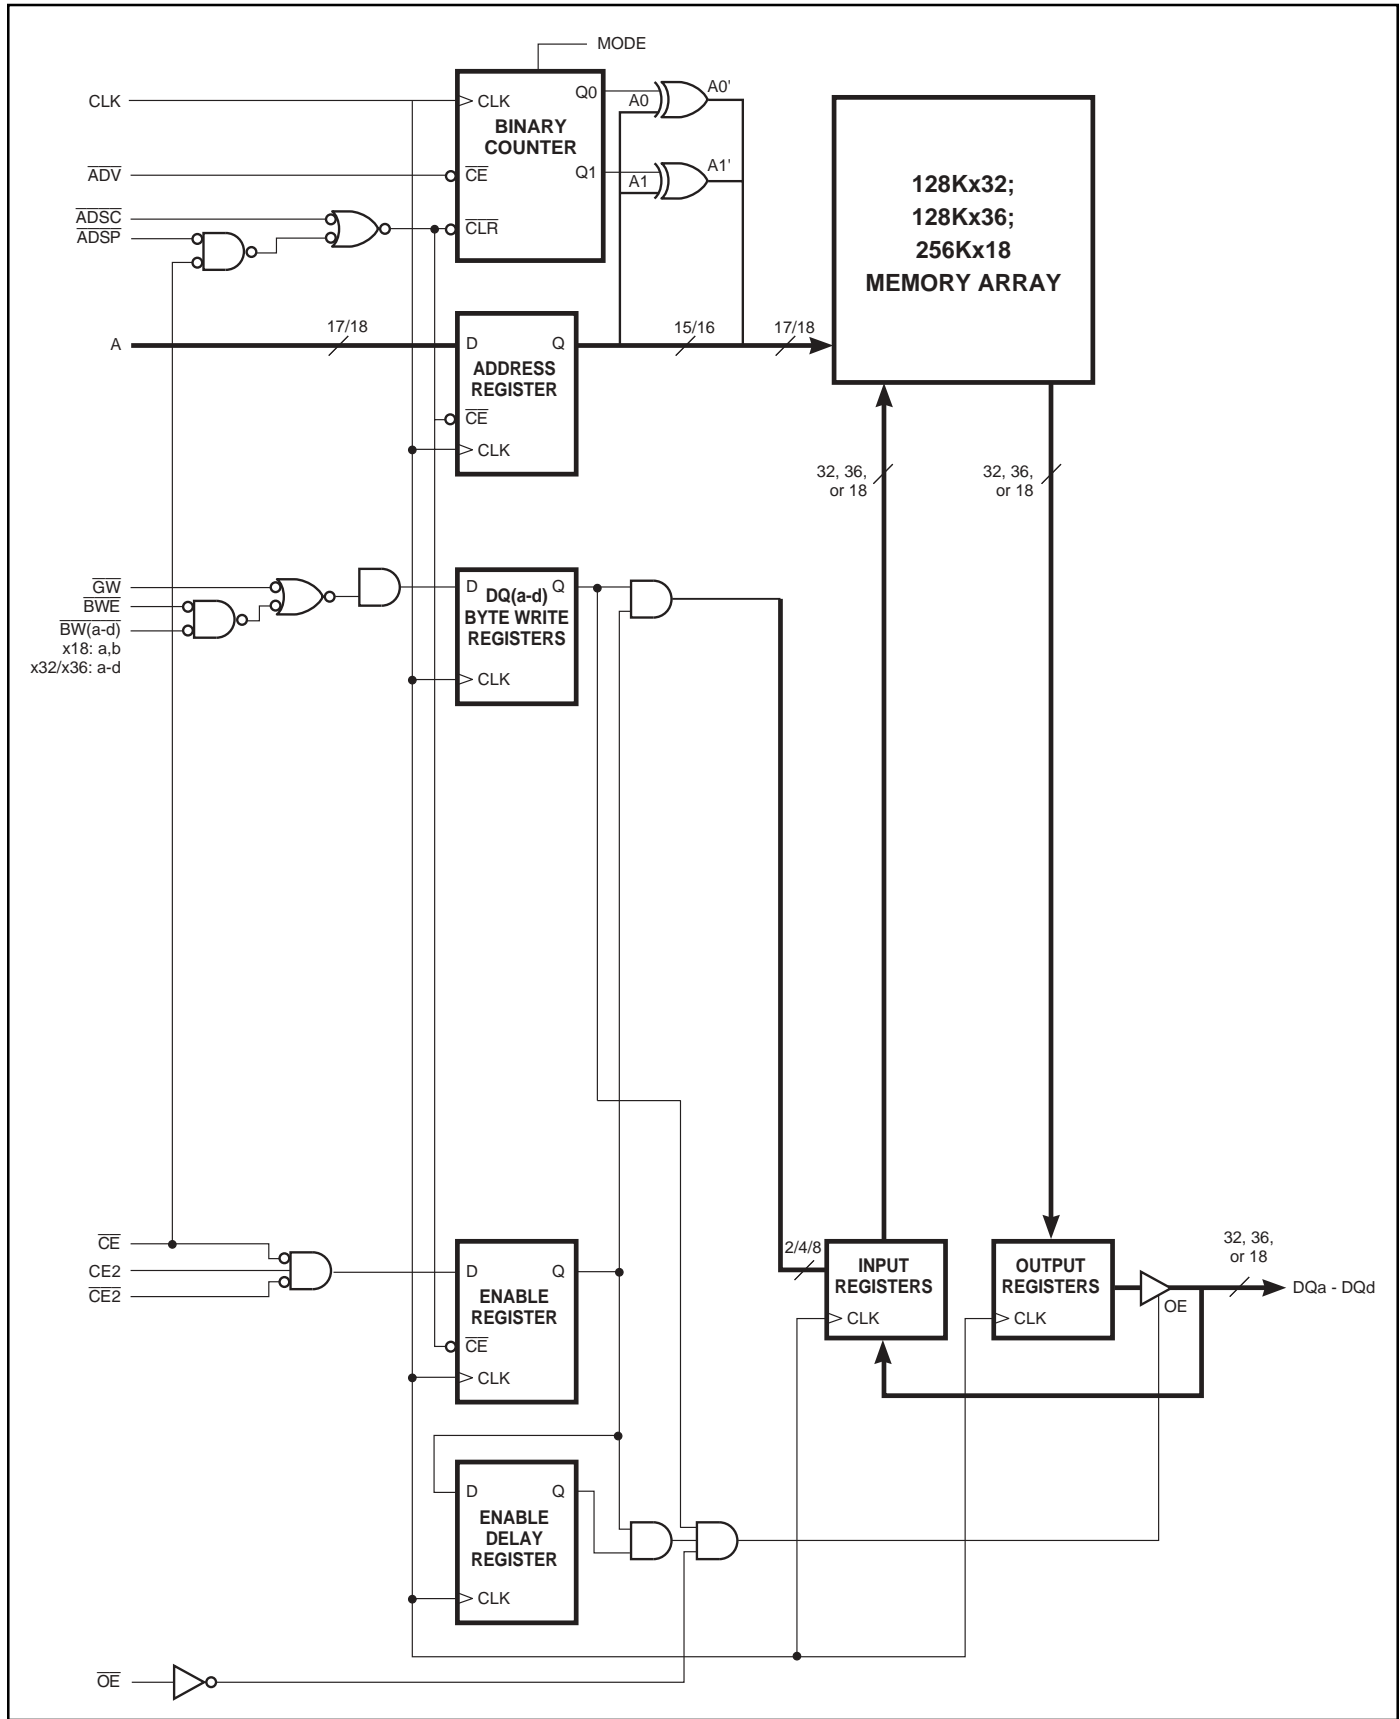 MODE
CLK
CLK
Q0
A0
A0'
BINARY
COUNTER
ADV
CE
Q1
A1
A1'
ADSC
ADSP
CLR
128Kx32;
128Kx36;
256Kx18
MEMORY ARRAY
A
17/18
D
Q
15/16
17/18
ADDRESS
REGISTER
CE
CLK
32, 36,
or 18
32, 36,
or 18
GW
BWE
BW(a-d)
x18: a,b
x32/x36: a-d
D
Q
DQ(a-d)
BYTE WRITE
REGISTERS
CLK
CE
CE2
CE2
D
Q
ENABLE
REGISTER
CE
CLK
2/4/8
INPUT
REGISTERS
CLK
OUTPUT
REGISTERS
CLK
OE
32, 36,
or 18
DQa - DQd
D
Q
ENABLE
DELAY
REGISTER
CLK
OE